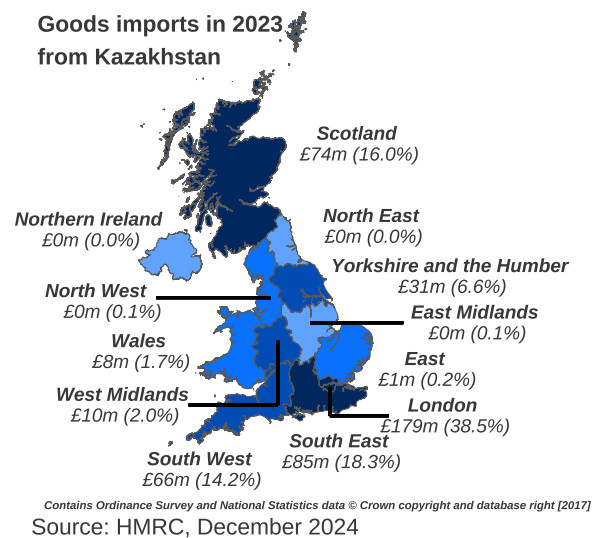 Goods imports in 2023
from Kazakhstan
Scotland
£74m (16.0%)
Northern Ireland
£0m (0.0%)
North East
£0m (0.0%)
Yorkshire and the Humber
£31m (6.6%)
North West
£0m (0.1%)
East Midlands
£0m (0.1%)
Wales
£8m (1.7%)
East
£1m (0.2%)
West Midlands
£10m (2.0%)
London
£179m (38.5%)
South East
£85m (18.3%)
South West
£66m (14.2%)
Contains Ordinance Survey and National Statistics data © Crown copyright and database right [2017]
Source: HMRC, December 2024